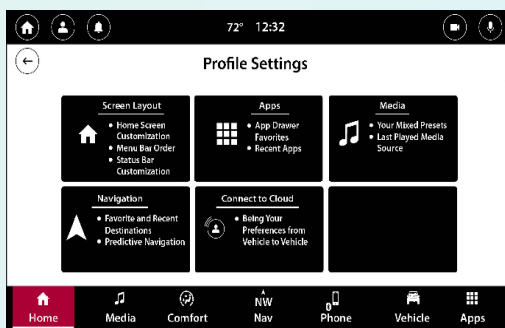 72° 12:32
Profile Settings
Screen Layout
• Home Screen
Customization
• Menu Bar Order
• Status Bar
Customization
Apps
• App Drawer
Favorites
• Recent Apps
Media
• Your Mixed Presets
• Last Played Media
Source
Navigation
• Favorite and Recent
Destinations
• Predictive Navigation
Connect to Cloud
• Being Your
Preferences from
Vehicle to Vehicle
NW
Home Media Comfort Nav Phone Vehicle Apps